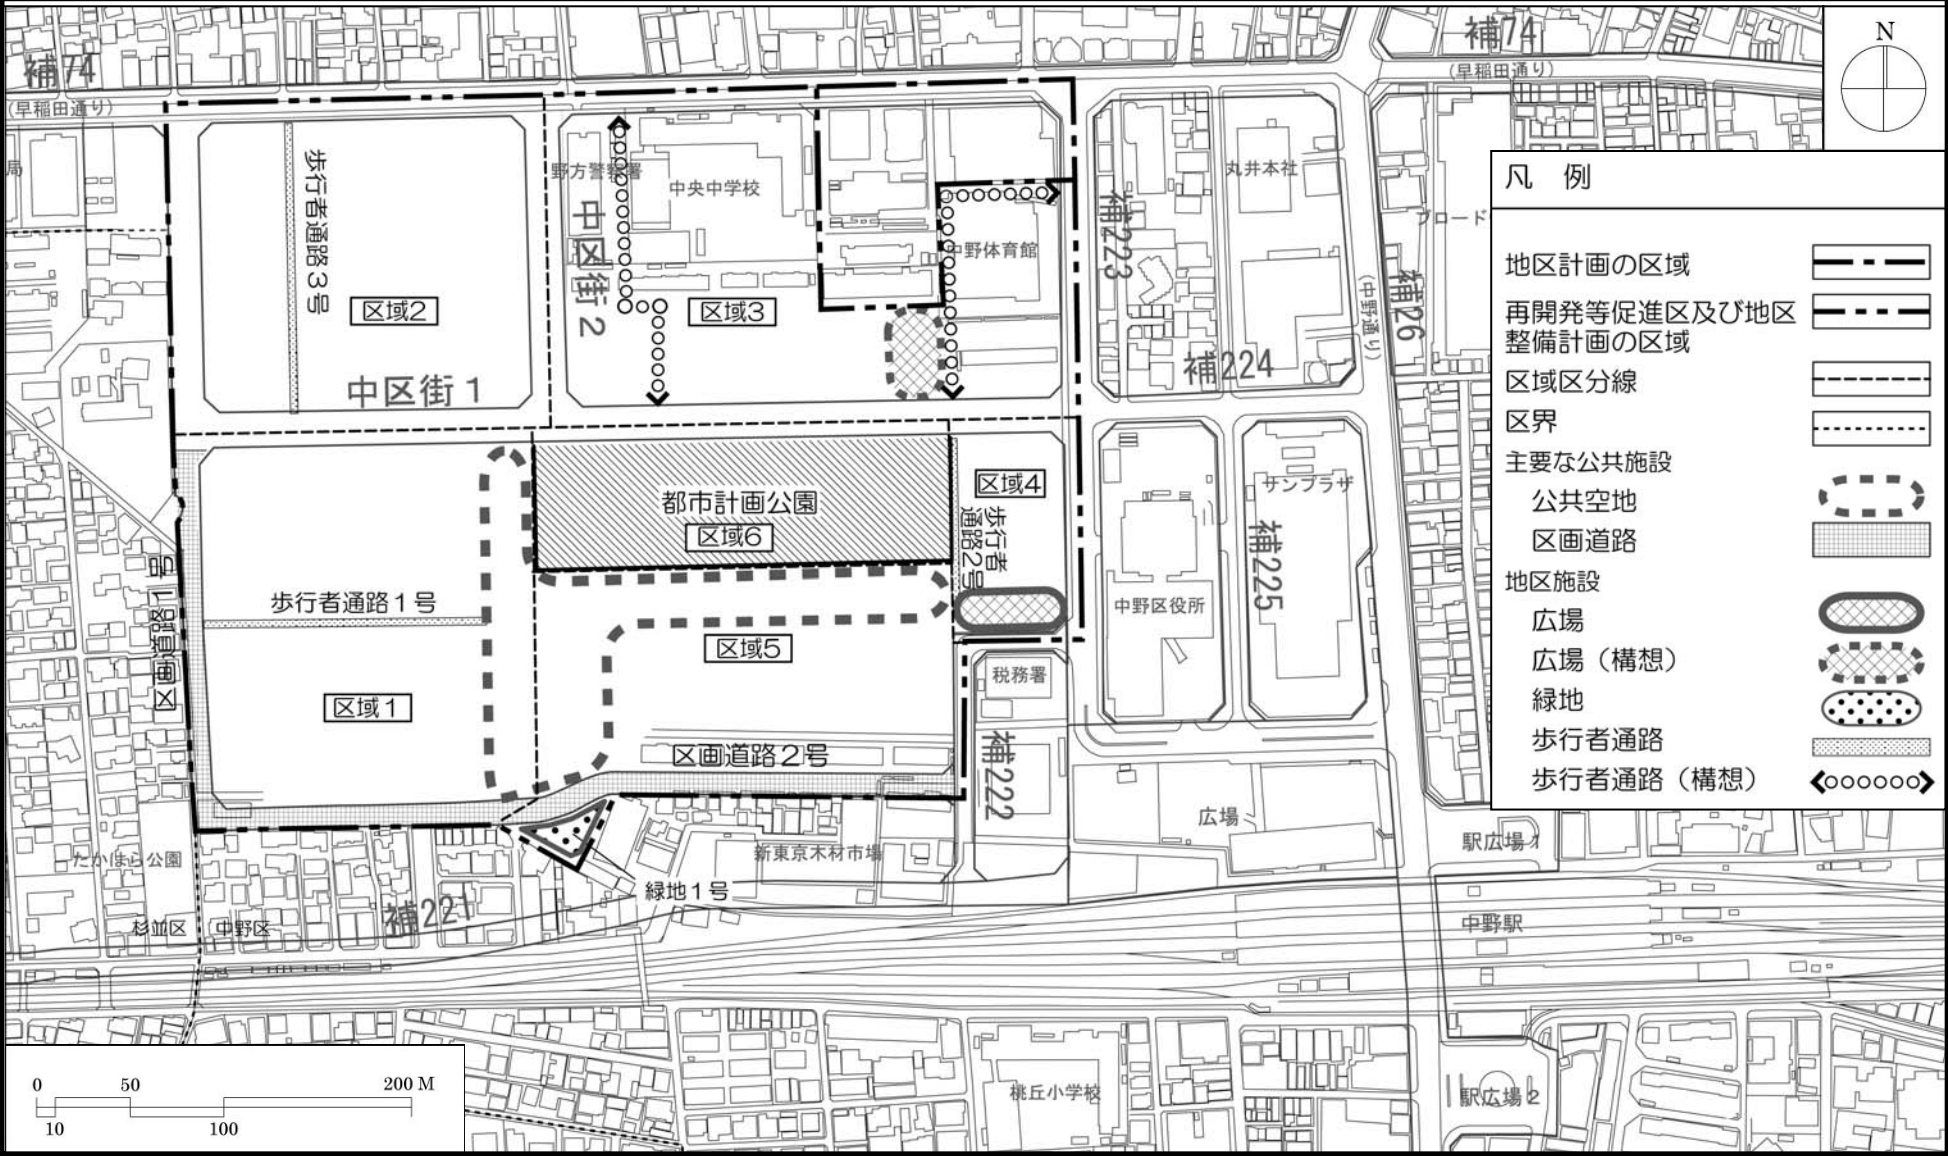 補74
(早稲田通り)
補74
(早稲田通り)
N
局
歩行者通路3号
野方警察署
中央中学校
中区街2
区域2
区域3
中区街1
中野体育館
補223
丸井本社
補224
(中野通り)
補26
ブロード
凡 例
地区計画の区域
再開発等促進区及び地区
整備計画の区域
区域区分線
区界
主要な公共施設
公共空地
区画道路
地区施設
広場
広場(構想)
緑地
歩行者通路
歩行者通路(構想)
都市計画公園
区域6
区域4
歩行者
通路2号
サンプラザ
補225
中野区役所
区画道路1号
歩行者通路1号
区域1
区域5
税務署
区画道路2号
補222
広場
駅広場1
たかはら公園
新東京木材市場
緑地1号
補221
杉並区
中野区
中野駅
桃丘小学校
駅広場2
0 50 200 M
10 100